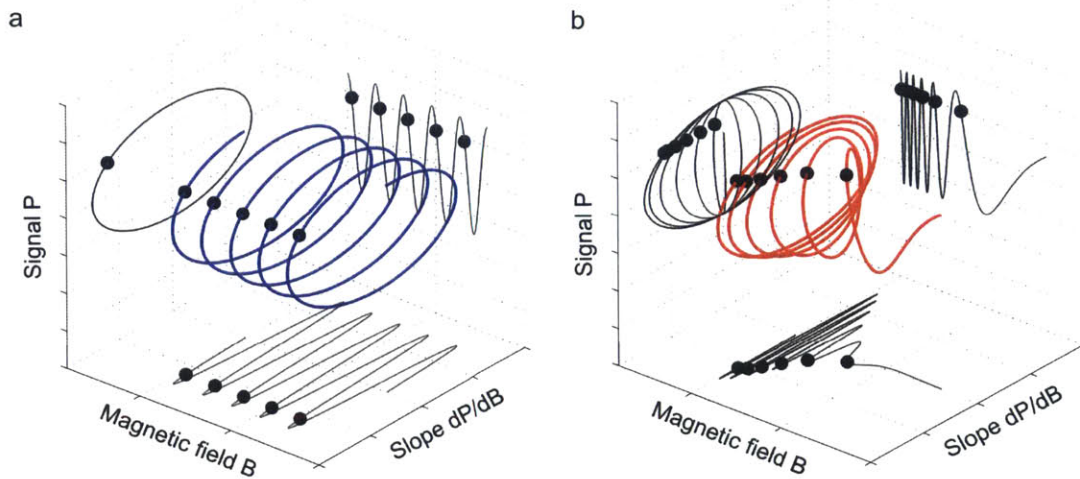 a
Signal P
Magnetic field B
Slope dP/dB
b
Signal P
Magnetic field B
Slope dP/dB